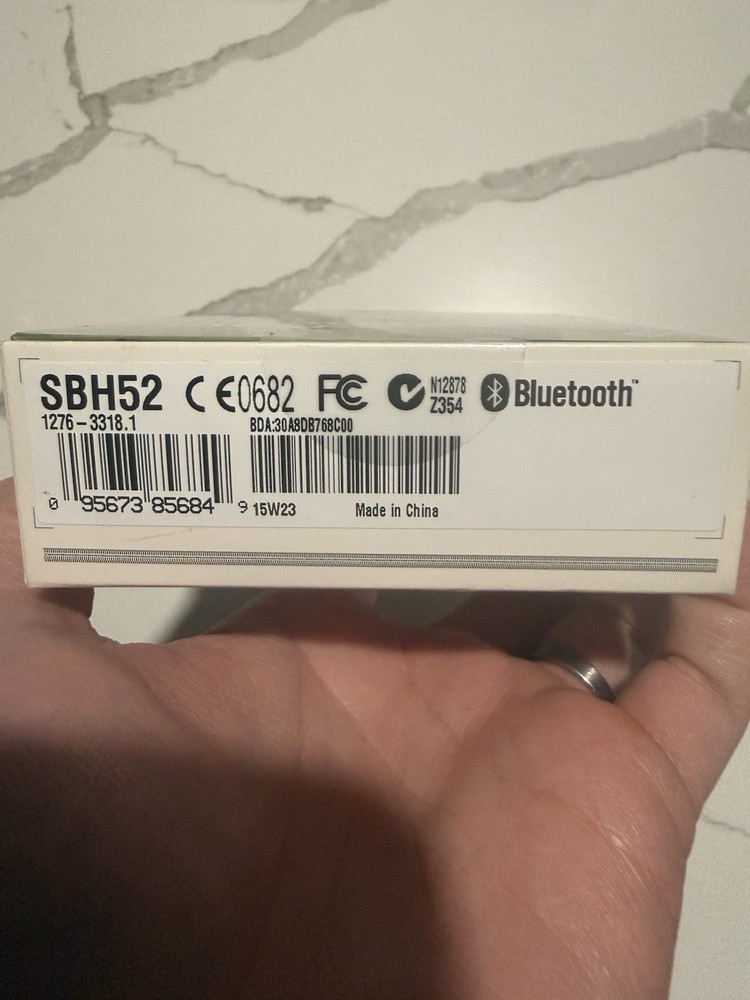 SBH52 CE0682 FC N12878 Z354 Bluetooth™
1276-3318.1 BDA:30A8DB768C00
0 95673 85684 9 15W23 Made in China